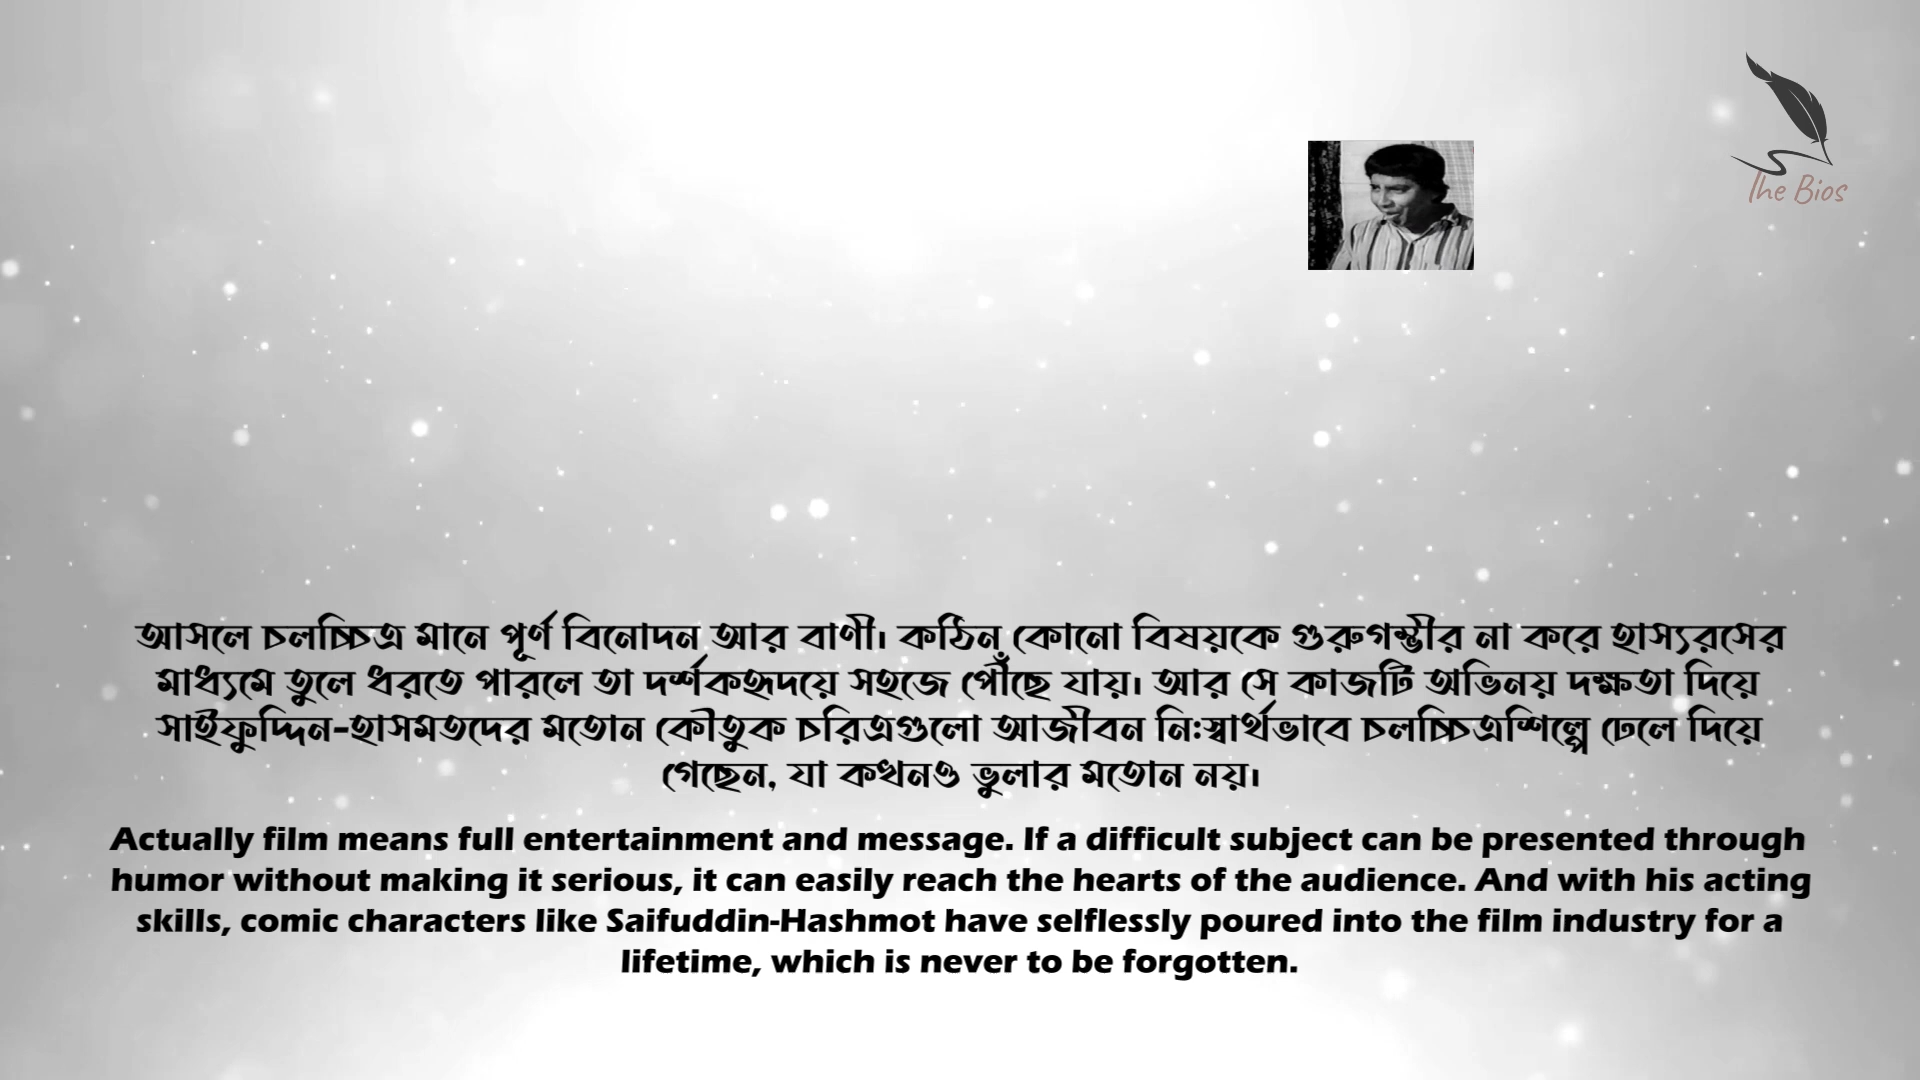 The Bios
আসলে চলচ্চিত্র মানে পূর্ণ বিনোদন আর বাণী। কঠিন কোনো বিষয়কে গুরুগম্ভীর না করে হাস্যরসের
মাধ্যমে তুলে ধরতে পারলে তা দর্শকহৃদয়ে সহজে পৌঁছে যায়। আর সে কাজটি অভিনয় দক্ষতা দিয়ে
সাইফুদ্দিন-হাসমতদের মতোন কৌতুক চরিত্রগুলো আজীবন নিঃস্বার্থভাবে চলচ্চিত্রশিল্পে ঢেলে দিয়ে
গেছেন, যা কখনও ভুলার মতোন নয়।
Actually film means full entertainment and message. If a difficult subject can be presented through
humor without making it serious, it can easily reach the hearts of the audience. And with his acting
skills, comic characters like Saifuddin-Hashmot have selflessly poured into the film industry for a
lifetime, which is never to be forgotten.